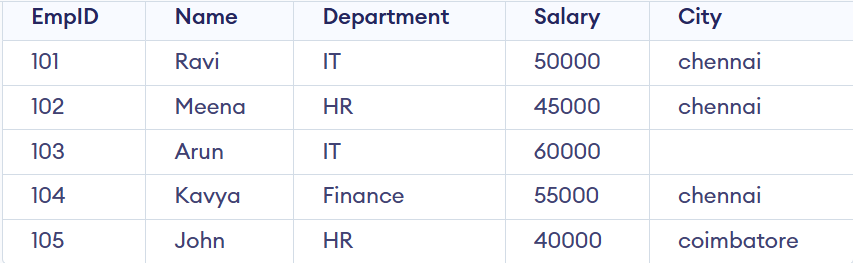 EmpID Name Department Salary City
101 Ravi IT 50000 chennai
102 Meena HR 45000 chennai
103 Arun IT 60000
104 Kavya Finance 55000 chennai
105 John HR 40000 coimbatore